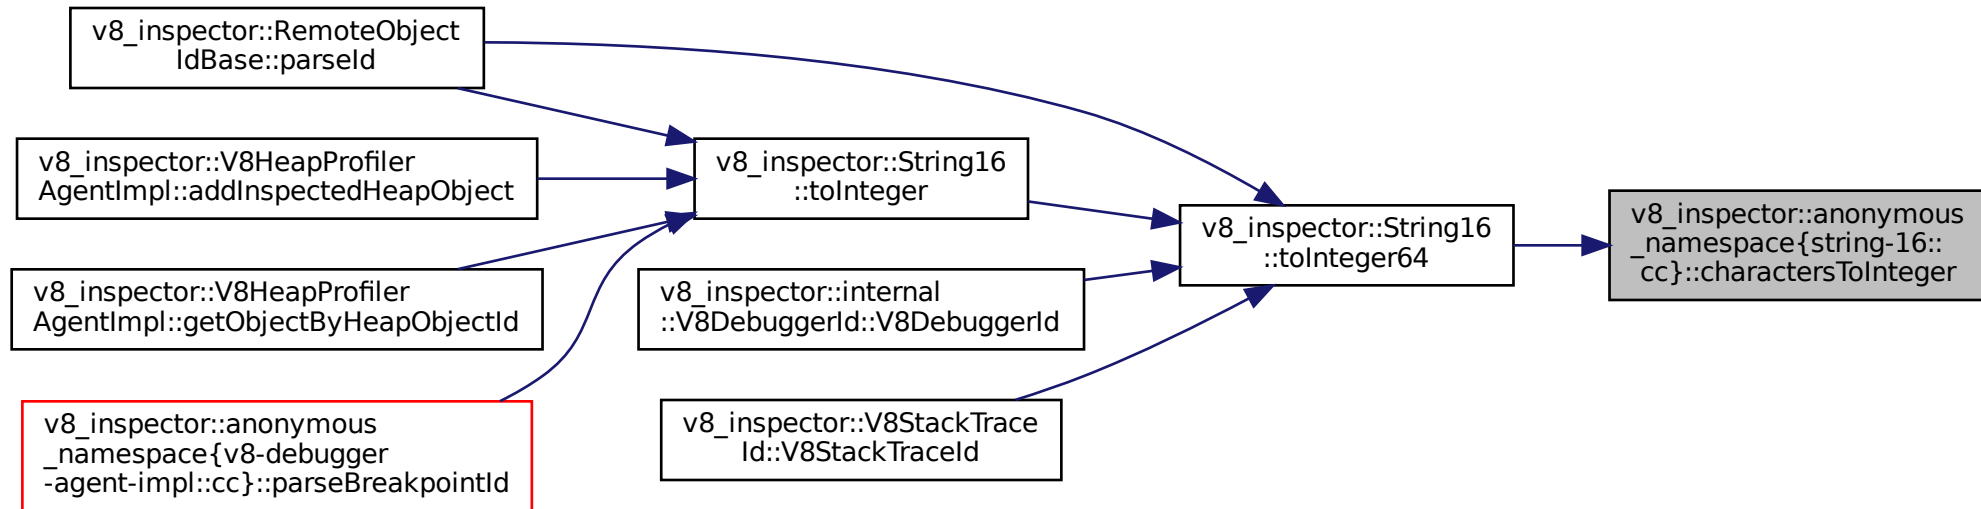 v8_inspector::RemoteObject
IdBase::parseId
v8_inspector::V8HeapProfiler
AgentImpl::addInspectedHeapObject
v8_inspector::V8HeapProfiler
AgentImpl::getObjectByHeapObjectId
v8_inspector::anonymous
_namespace{v8-debugger
-agent-impl::cc}::parseBreakpointId
v8_inspector::String16
::toInteger
v8_inspector::internal
::V8DebuggerId::V8DebuggerId
v8_inspector::V8StackTrace
Id::V8StackTraceId
v8_inspector::String16
::toInteger64
v8_inspector::anonymous
_namespace{string-16::
cc}::charactersToInteger